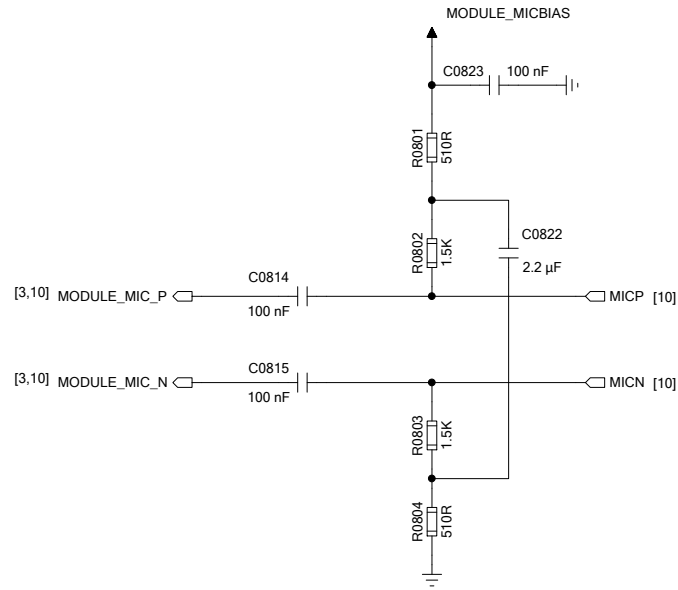 MODULE_MICBIAS
C0823 100 nF
R0801 510R
R0802 1.5K
C0822
2.2 µF
C0814
[3,10] MODULE_MIC_P
MICP [10]
100 nF
C0815
[3,10] MODULE_MIC_N
MICN [10]
100 nF
R0803 1.5K
R0804 510R